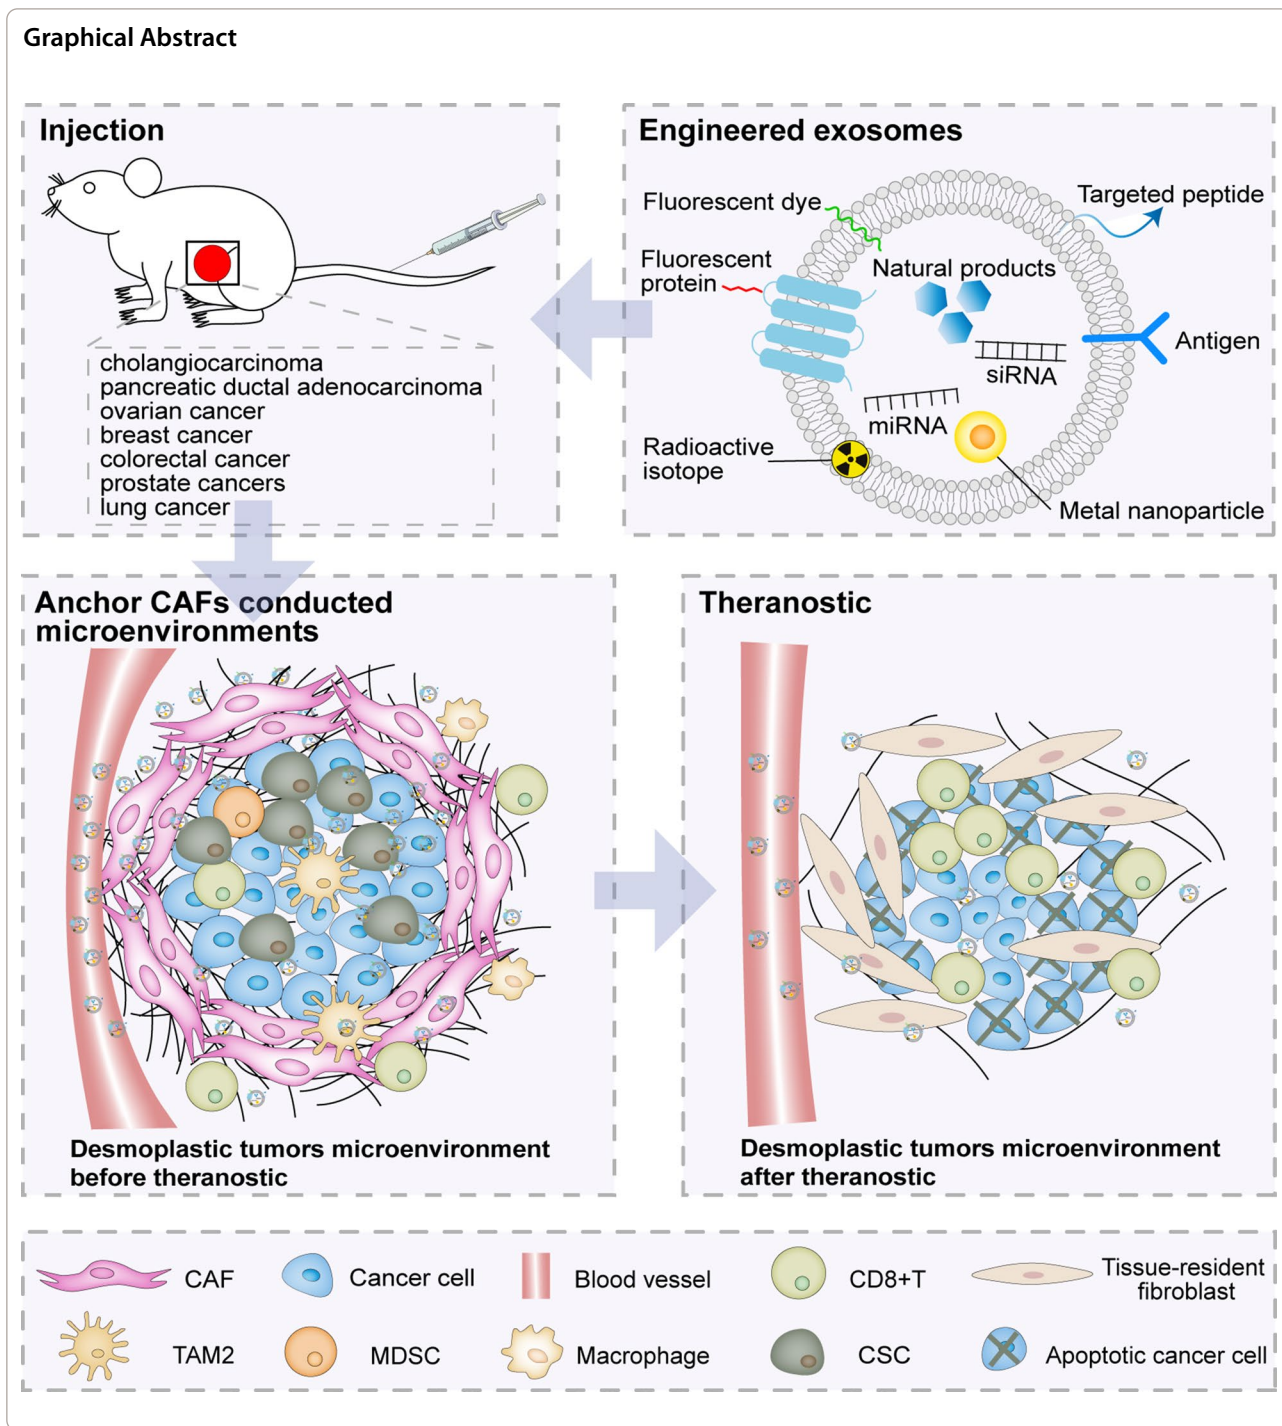 Graphical Abstract
Injection
cholangiocarcinoma
pancreatic ductal adenocarcinoma
ovarian cancer
breast cancer
colorectal cancer
prostate cancers
lung cancer
Engineered exosomes
Fluorescent dye
Targeted peptide
Fluorescent
protein
Natural products
Antigen
siRNA
miRNA
Radioactive
isotope
Metal nanoparticle
Anchor CAFs conducted
microenvironments
Desmoplastic tumors microenvironment
before theranostic
Theranostic
Desmoplastic tumors microenvironment
after theranostic
CAF
Cancer cell
Blood vessel
CD8+T
Tissue-resident
fibroblast
TAM2
MDSC
Macrophage
CSC
Apoptotic cancer cell